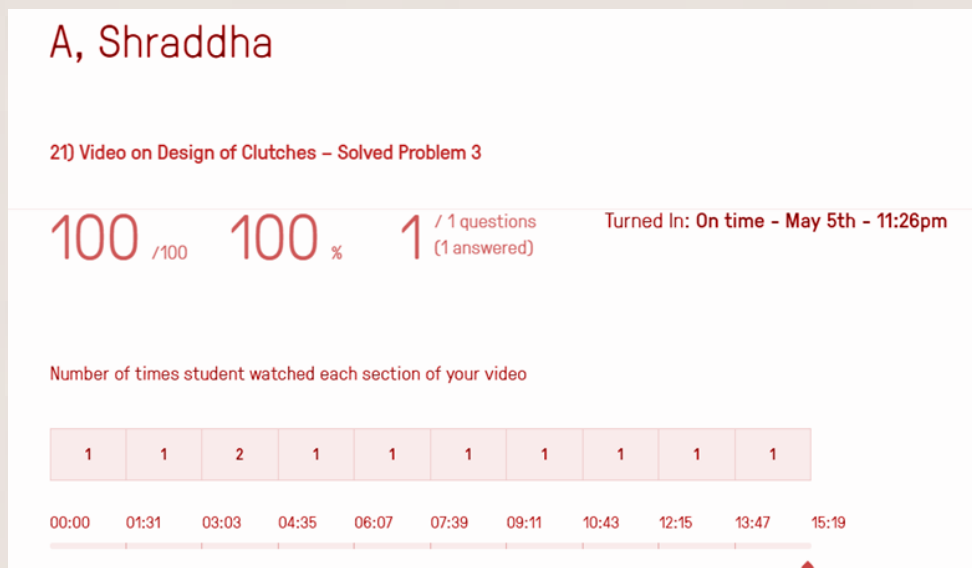 A, Shraddha
21) Video on Design of Clutches – Solved Problem 3
100 /100 100 % 1 / 1 questions (1 answered) Turned In: On time - May 5th - 11:26pm
Number of times student watched each section of your video
1 1 2 1 1 1 1 1 1 1
00:00 01:31 03:03 04:35 06:07 07:39 09:11 10:43 12:15 13:47 15:19